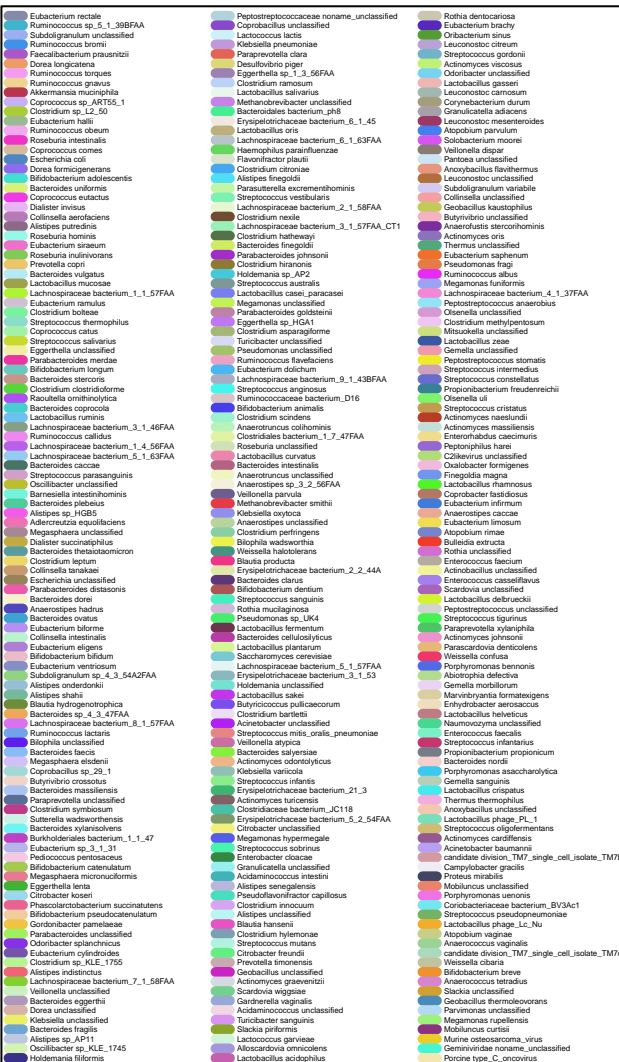 Eubacterium rectale
Ruminococcus sp_5_1_39BFAA
Subdoligranulum unclassified
Ruminococcus bromii
Faecalibacterium prausnitzii
Dorea longicatena
Ruminococcus torques
Ruminococcus gnavus
Akkermansia muciniphila
Coprococcus sp_ART55_1
Clostridium sp_L2_50
Eubacterium hallii
Ruminococcus obeum
Roseburia intestinalis
Coprococcus comes
Escherichia coli
Dorea formicigenerans
Bifidobacterium adolescentis
Bacteroides uniformis
Coprococcus eutactus
Dialister invisus
Collinsella aerofaciens
Alistipes putredinis
Roseburia hominis
Eubacterium siraeum
Roseburia inulinivorans
Prevotella copri
Bacteroides vulgatus
Lactobacillus mucosae
Lachnospiraceae bacterium_1_1_57FAA
Eubacterium ramulus
Clostridium bolteae
Streptococcus thermophilus
Coprococcus catus
Streptococcus salivarius
Eggerthella unclassified
Parabacteroides merdae
Bifidobacterium longum
Bacteroides stercoris
Clostridium clostridioforme
Raoultella ornithinolytica
Bacteroides coprocola
Lactobacillus ruminis
Lachnospiraceae bacterium_3_1_46FAA
Ruminococcus callidus
Lachnospiraceae bacterium_1_4_56FAA
Lachnospiraceae bacterium_5_1_63FAA
Bacteroides caccae
Streptococcus parasanguinis
Oscillibacter unclassified
Barnesiella intestinihominis
Bacteroides plebeius
Alistipes sp_HGB5
Adlercreutzia equolifaciens
Megasphaera unclassified
Dialister succinatiphilus
Bacteroides thetaiotaomicron
Clostridium leptum
Collinsella tanakaei
Escherichia unclassified
Parabacteroides distasonis
Bacteroides dorei
Anaerostipes hadrus
Bacteroides ovatus
Eubacterium biforme
Collinsella intestinalis
Eubacterium eligens
Bifidobacterium bifidum
Eubacterium ventriosum
Subdoligranulum sp_4_3_54A2FAA
Alistipes onderdonkii
Alistipes shahii
Blautia hydrogenotrophica
Bacteroides sp_4_3_47FAA
Lachnospiraceae bacterium_8_1_57FAA
Ruminococcus lactaris
Bilophila unclassified
Bacteroides faecis
Megasphaera elsdenii
Coprobacillus sp_29_1
Butyrivibrio crossotus
Bacteroides massiliensis
Paraprevotella unclassified
Clostridium symbiosum
Sutterella wadsworthensis
Bacteroides xylanisolvens
Burkholderiales bacterium_1_1_47
Eubacterium sp_3_1_31
Pediococcus pentosaceus
Bifidobacterium catenulatum
Megasphaera micronuciformis
Eggerthella lenta
Citrobacter koseri
Phascolarctobacterium succinatutens
Bifidobacterium pseudocatenulatum
Gordonibacter pamelaeae
Parabacteroides unclassified
Odoribacter splanchnicus
Eubacterium cylindroides
Clostridium sp_KLE_1755
Alistipes indistinctus
Lachnospiraceae bacterium_7_1_58FAA
Veillonella unclassified
Bacteroides eggerthii
Dorea unclassified
Klebsiella unclassified
Bacteroides fragilis
Alistipes sp_AP11
Oscillibacter sp_KLE_1745
Holdemania filiformis
Peptostreptococcaceae noname_unclassified
Coprobacillus unclassified
Lactococcus lactis
Klebsiella pneumoniae
Paraprevotella clara
Desulfovibrio piger
Eggerthella sp_1_3_56FAA
Clostridium ramosum
Lactobacillus salivarius
Methanobrevibacter unclassified
Bacteroidales bacterium_ph8
Erysipelotrichaceae bacterium_6_1_45
Lactobacillus oris
Lachnospiraceae bacterium_6_1_63FAA
Haemophilus parainfluenzae
Flavonifractor plautii
Clostridium citroniae
Alistipes finegoldii
Parasutterella excrementihominis
Streptococcus vestibularis
Lachnospiraceae bacterium_2_1_58FAA
Clostridium nexile
Lachnospiraceae bacterium_3_1_57FAA_CT1
Clostridium hathewayi
Bacteroides finegoldii
Parabacteroides johnsonii
Clostridium hiranonis
Holdemania sp_AP2
Streptococcus australis
Lactobacillus casei_paracasei
Megamonas unclassified
Parabacteroides goldsteinii
Eggerthella sp_HGA1
Clostridium asparagiforme
Turicibacter unclassified
Pseudomonas unclassified
Ruminococcus flavefaciens
Eubacterium dolichum
Lachnospiraceae bacterium_9_1_43BFAA
Streptococcus anginosus
Ruminococcaceae bacterium_D16
Bifidobacterium animalis
Clostridium scindens
Anaerotruncus colihominis
Clostridiales bacterium_1_7_47FAA
Roseburia unclassified
Lactobacillus curvatus
Bacteroides intestinalis
Anaerotruncus unclassified
Anaerostipes sp_3_2_56FAA
Veillonella parvula
Methanobrevibacter smithii
Klebsiella oxytoca
Anaerostipes unclassified
Clostridium perfringens
Bilophila wadsworthia
Weissella halotolerans
Blautia producta
Erysipelotrichaceae bacterium_2_2_44A
Bacteroides clarus
Bifidobacterium dentium
Streptococcus sanguinis
Rothia mucilaginosa
Pseudomonas sp_UK4
Lactobacillus fermentum
Bacteroides cellulosilyticus
Lactobacillus plantarum
Saccharomyces cerevisiae
Lachnospiraceae bacterium_5_1_57FAA
Erysipelotrichaceae bacterium_3_1_53
Holdemania unclassified
Lactobacillus sakei
Butyricicoccus pullicaecorum
Clostridium bartlettii
Acinetobacter unclassified
Streptococcus mitis_oralis_pneumoniae
Veillonella atypica
Bacteroides salyersiae
Actinomyces odontolyticus
Klebsiella variicola
Streptococcus infantis
Erysipelotrichaceae bacterium_21_3
Actinomyces turicensis
Clostridiaceae bacterium_JC118
Erysipelotrichaceae bacterium_5_2_54FAA
Citrobacter unclassified
Megamonas hypermegale
Streptococcus sobrinus
Enterobacter cloacae
Granulicatella unclassified
Acidaminococcus intestini
Alistipes senegalensis
Pseudoflavonifractor capillosus
Clostridium innocuum
Alistipes unclassified
Blautia hansenii
Clostridium hylemonae
Streptococcus mutans
Citrobacter freundii
Prevotella timonensis
Geobacillus unclassified
Actinomyces graevenitzii
Scardovia wiggsiae
Gardnerella vaginalis
Acidaminococcus unclassified
Turicibacter sanguinis
Slackia piriformis
Lactococcus garvieae
Alloscardovia omnicolens
Lactobacillus acidophilus
Rothia dentocariosa
Eubacterium brachy
Oribacterium sinus
Leuconostoc citreum
Streptococcus gordonii
Actinomyces viscosus
Odoribacter unclassified
Lactobacillus gasseri
Leuconostoc carnosum
Corynebacterium durum
Granulicatella adiacens
Leuconostoc mesenteroides
Atopobium parvulum
Solobacterium moorei
Veillonella dispar
Pantoea unclassified
Anoxybacillus flavithermus
Leuconostoc unclassified
Subdoligranulum variabile
Collinsella unclassified
Geobacillus kaustophilus
Butyrivibrio unclassified
Anaerofustis stercorihominis
Actinomyces oris
Thermus unclassified
Eubacterium saphenum
Pseudomonas fragi
Ruminococcus albus
Megamonas funiformis
Lachnospiraceae bacterium_4_1_37FAA
Peptostreptococcus anaerobius
Olsenella unclassified
Clostridium methylpentosum
Mitsuokella unclassified
Lactobacillus zeae
Gemella unclassified
Peptostreptococcus stomatis
Streptococcus intermedius
Streptococcus constellatus
Propionibacterium freudenreichii
Olsenella uli
Streptococcus cristatus
Actinomyces naeslundii
Actinomyces massiliensis
Enterorhabdus caecimuris
Peptoniphilus harei
C2likevirus unclassified
Oxalobacter formigenes
Finegoldia magna
Lactobacillus rhamnosus
Coprobacter fastidiosus
Eubacterium infirmum
Anaerostipes caccae
Eubacterium limosum
Atopobium rimae
Bulleidia extructa
Rothia unclassified
Enterococcus faecium
Actinobacillus unclassified
Enterococcus casseliflavus
Scardovia unclassified
Lactobacillus delbrueckii
Peptostreptococcus unclassified
Streptococcus tigurinus
Paraprevotella xylaniphila
Actinomyces johnsonii
Parascardovia denticolens
Weissella confusa
Porphyromonas bennonis
Abiotrophia defectiva
Gemella morbillorum
Marvinbryantia formatexigens
Enhydrobacter aerosaccus
Lactobacillus helveticus
Naumovozyma unclassified
Enterococcus faecalis
Streptococcus infantarius
Propionibacterium propionicum
Bacteroides nordii
Porphyromonas asaccharolytica
Gemella sanguinis
Lactobacillus crispatus
Thermus thermophilus
Anoxybacillus unclassified
Lactobacillus phage_PL_1
Streptococcus oligofermentans
Actinomyces cardiffensis
Acinetobacter baumannii
candidate division_TM7_single_cell_isolate_TM7b
Campylobacter gracilis
Proteus mirabilis
Mobiluncus unclassified
Porphyromonas uenonis
Coriobacteriaceae bacterium_BV3Ac1
Streptococcus pseudopneumoniae
Lactobacillus phage_Lc_Nu
Atopobium vaginae
Anaerococcus vaginalis
candidate division_TM7_single_cell_isolate_TM7c
Weissella cibaria
Bifidobacterium breve
Anaerococcus tetradius
Slackia unclassified
Geobacillus thermoleovorans
Parvimonas unclassified
Megamonas rupellensis
Mobiluncus curtisii
Murine osteosarcoma_virus
Geminiviridae noname_unclassified
Porcine type_C_oncovirus